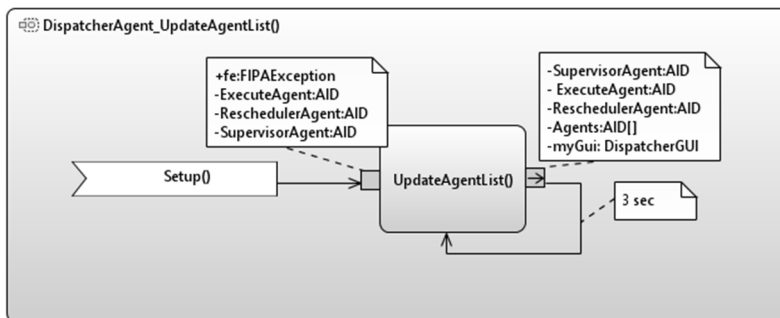 DispatcherAgent_UpdateAgentList()
+fe:FIPAException
-ExecuteAgent:AID
-ReschedulerAgent:AID
-SupervisorAgent:AID
-SupervisorAgent:AID
- ExecuteAgent:AID
-ReschedulerAgent:AID
-Agents:AID[]
-myGui: DispatcherGUI
Setup()
UpdateAgentList()
3 sec